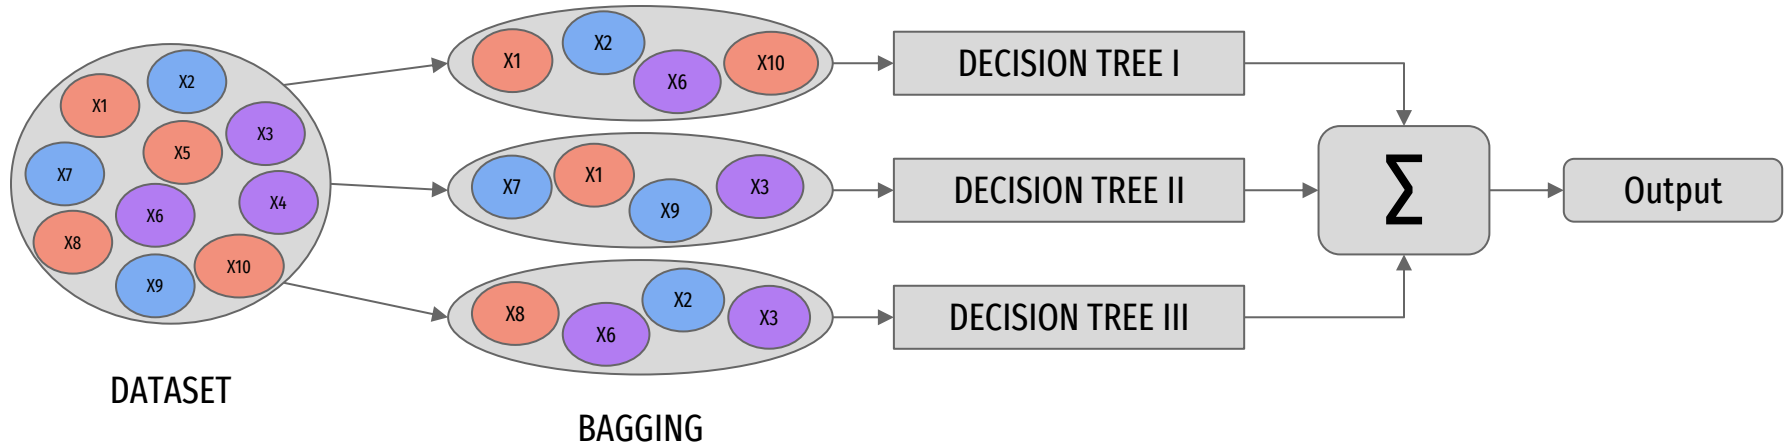 X2
X1
X3
X5
X7
X4
X6
X8
X10
X9
DATASET
X1
X2
X6
X10
X7
X1
X9
X3
X8
X6
X2
X3
BAGGING
DECISION TREE I
DECISION TREE II
DECISION TREE III
Σ
Output